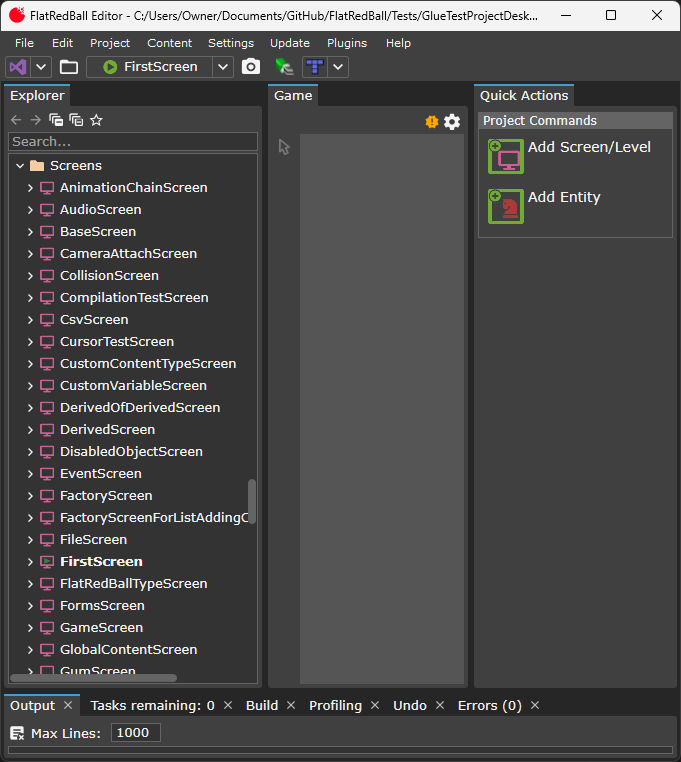 FlatRedBall Editor - C:/Users/Owner/Documents/GitHub/FlatRedBall/Tests/GlueTestProjectDesk...
File Edit Project Content Settings Update Plugins Help
FirstScreen
Explorer
Search...
Screens
AnimationChainScreen
AudioScreen
BaseScreen
CameraAttachScreen
CollisionScreen
CompilationTestScreen
CsvScreen
CursorTestScreen
CustomContentTypeScreen
CustomVariableScreen
DerivedOfDerivedScreen
DerivedScreen
DisabledObjectScreen
EventScreen
FactoryScreen
FactoryScreenForListAddingC
FileScreen
FirstScreen
FlatRedBallTypeScreen
FormsScreen
GameScreen
GlobalContentScreen
GumScreen
Game
Quick Actions
Project Commands
Add Screen/Level
Add Entity
Output Tasks remaining: 0 Build Profiling Undo Errors (0)
Max Lines: 1000